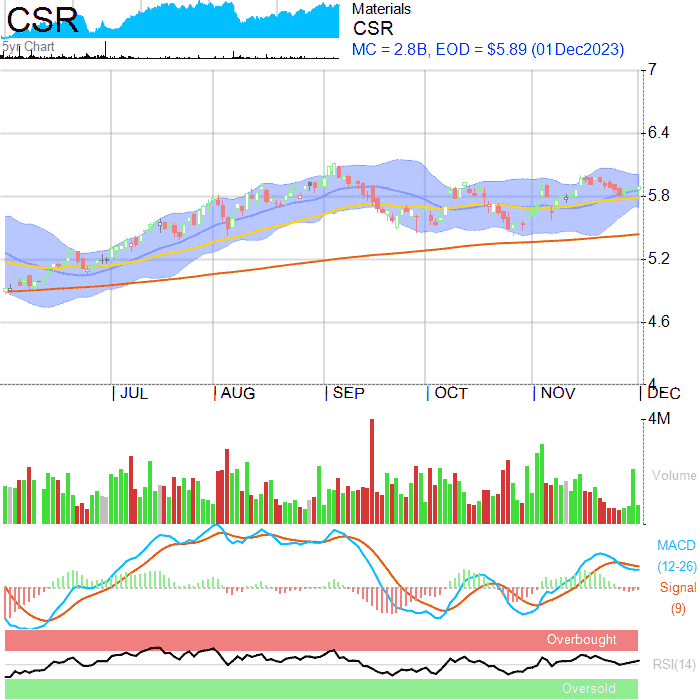 CSR
5yr Chart
Materials
CSR
MC = 2.8B, EOD = $5.89 (01Dec2023)
7
6.4
5.8
5.2
4.6
4
JUL AUG SEP OCT NOV DEC
4M
Volume
MACD
(12-26)
Signal
(9)
Overbought
RSI(14)
Oversold